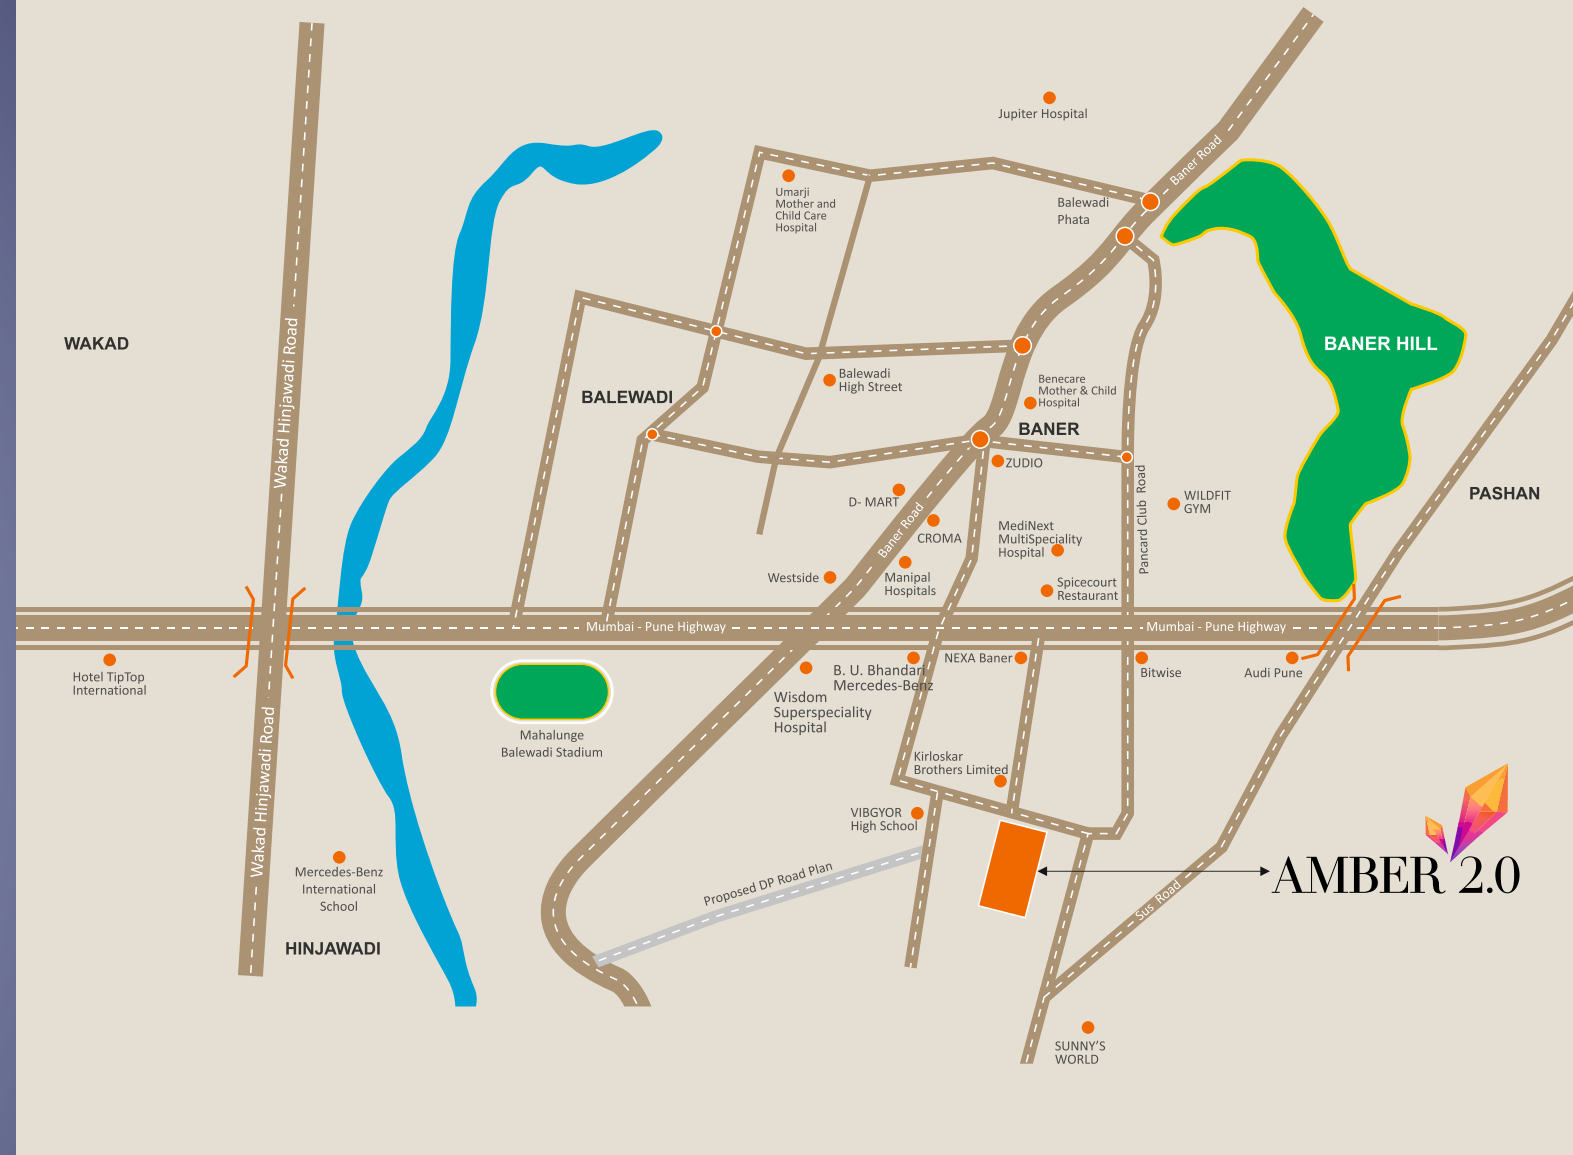 Jupiter Hospital
Baner Road
Umarji
Mother and
Child Care
Hospital
Balewadi
Phata
WAKAD
Wakad Hinjawadi Road
BANER HILL
Balewadi
High Street
BALEWADI
Benecare
Mother & Child
Hospital
BANER
ZUDIO
D- MART
Baner Road
CROMA
MediNext
MultiSpeciality
Hospital
Pancard Club  Road
WILDFIT
GYM
PASHAN
Westside
Manipal
Hospitals
Spicecourt
Restaurant
Mumbai - Pune Highway
Mumbai - Pune Highway
Hotel TipTop
International
B. U. Bhandari
Mercedes-Benz
NEXA Baner
Bitwise
Audi Pune
Wisdom
Superspeciality
Hospital
Mahalunge
Balewadi Stadium
Wakad Hinjawadi Road
Kirloskar
Brothers Limited
VIBGYOR
High School
Mercedes-Benz
International
School
Proposed DP Road Plan
AMBER 2.0
Sus  Road
HINJAWADI
SUNNY'S
WORLD